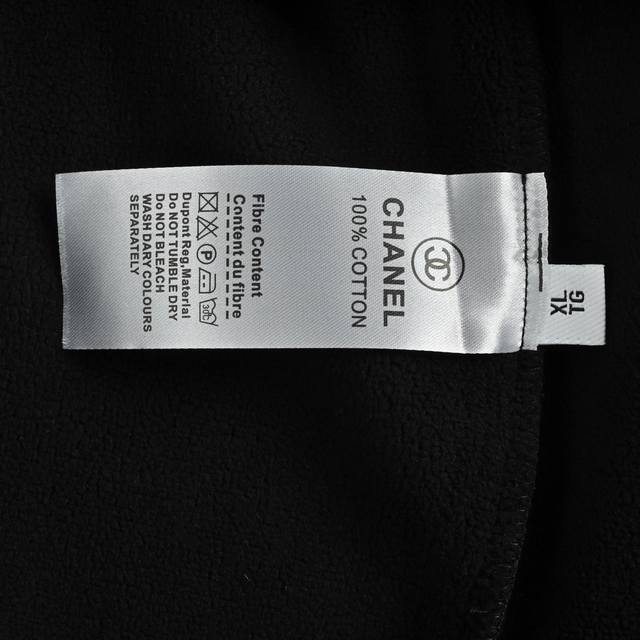 CHANEL
100% COTTON
Fibre Content
Content du fibre
30
Dupont Reg.Material
Do NOT TUMBLE DRY
Do NOT BLEACH
WASH DARY COLOURS
SEPARATELY
XL